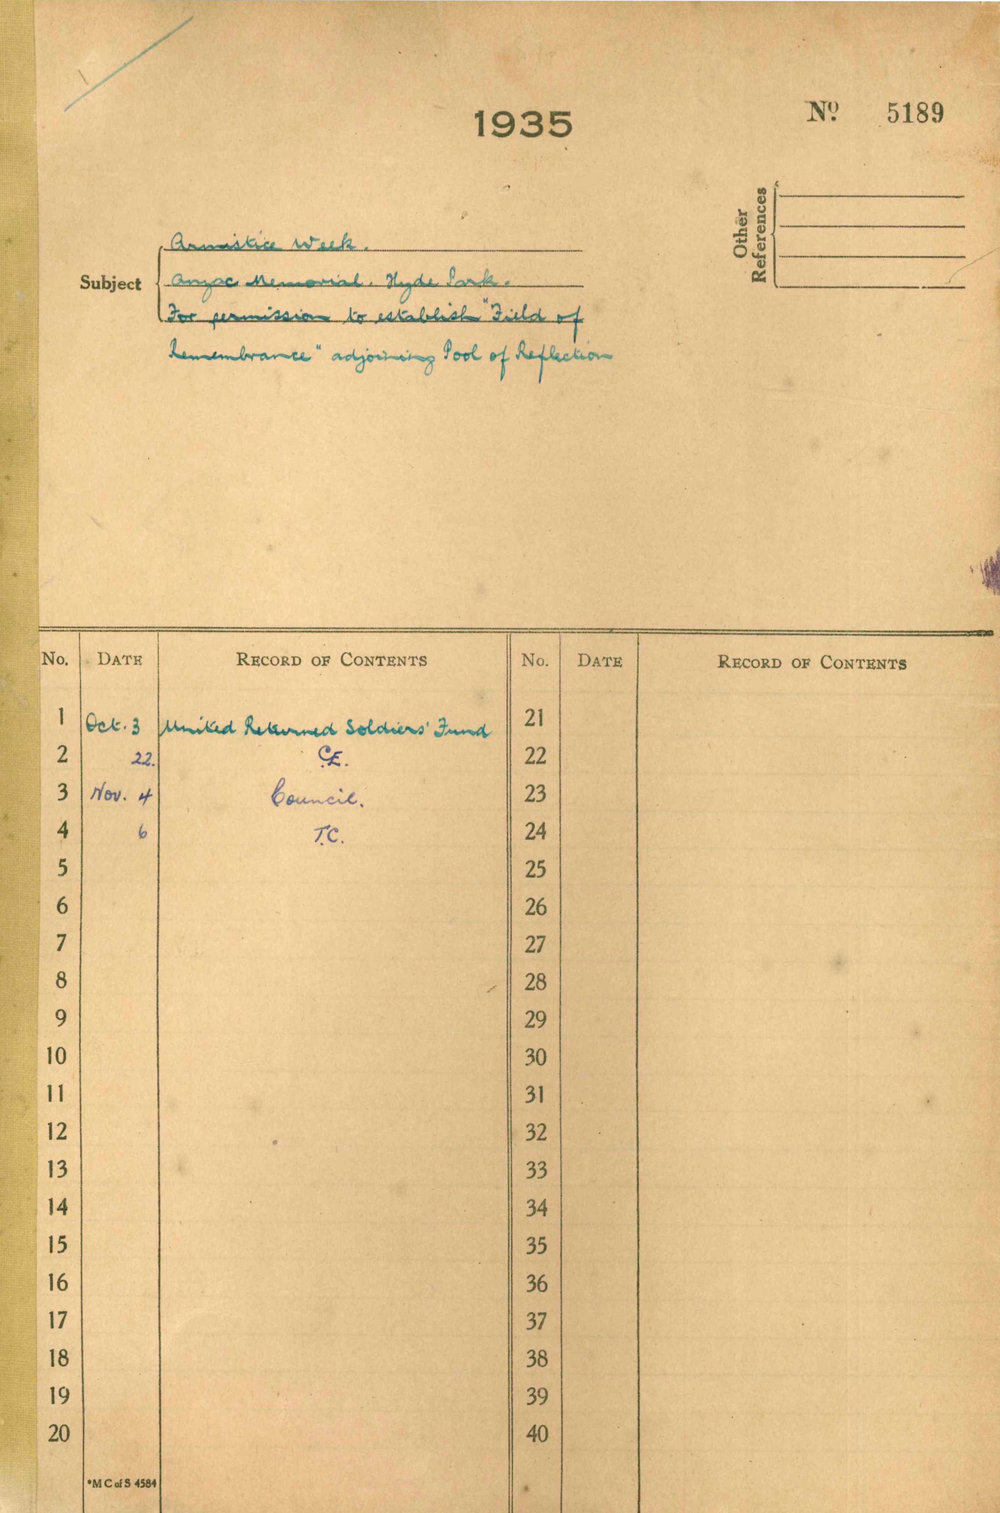 1935
Nº 5189
Other
References
Subject
Armistice Week.
Anzac Memorial. Hyde Park.
For permission to establish "Field of
Remembrance" adjoining Pool of Reflection
No. DATE RECORD OF CONTENTS No. DATE RECORD OF CONTENTS
1 Oct. 3 United Returned Soldiers' Fund 21
2 22. C.E. 22
3 Nov. 4 Council. 23
4 6 T.C. 24
5 25
6 26
7 27
8 28
9 29
10 30
11 31
12 32
13 33
14 34
15 35
16 36
17 37
18 38
19 39
20 40
*M C of S 4584